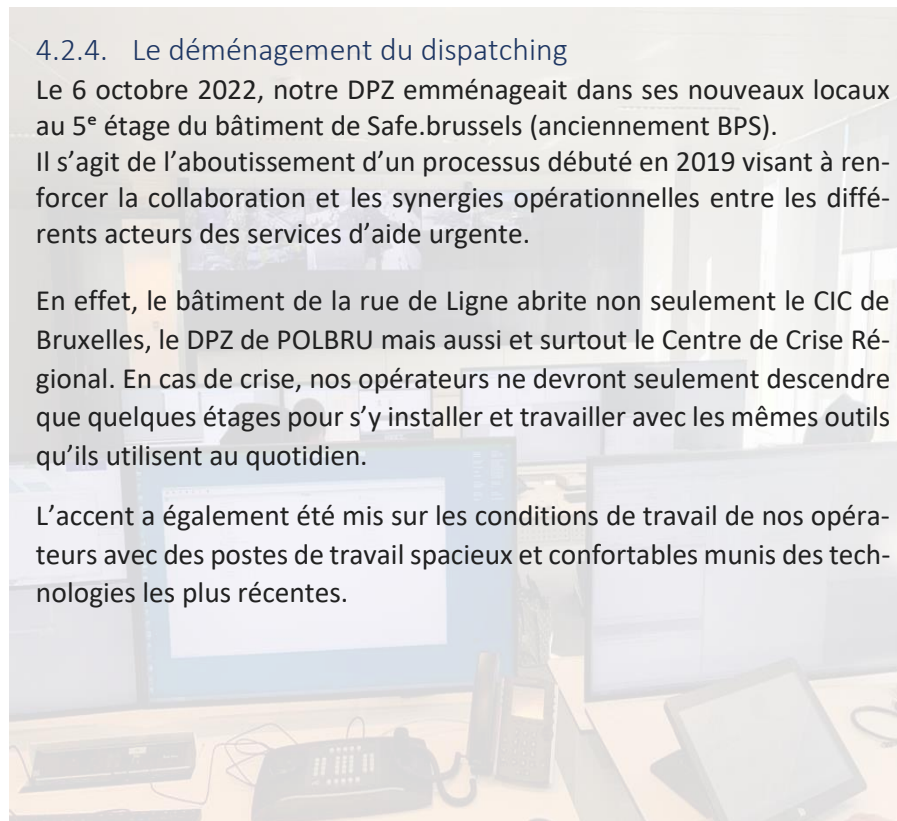 4.2.4. Le déménagement du dispatching
Le 6 octobre 2022, notre DPZ emménageait dans ses nouveaux locaux
au 5ᵉ étage du bâtiment de Safe.brussels (anciennement BPS).
Il s’agit de l’aboutissement d’un processus débuté en 2019 visant à ren-
forcer la collaboration et les synergies opérationnelles entre les diffé-
rents acteurs des services d’aide urgente.
En effet, le bâtiment de la rue de Ligne abrite non seulement le CIC de
Bruxelles, le DPZ de POLBRU mais aussi et surtout le Centre de Crise Ré-
gional. En cas de crise, nos opérateurs ne devront seulement descendre
que quelques étages pour s’y installer et travailler avec les mêmes outils
qu’ils utilisent au quotidien.
L’accent a également été mis sur les conditions de travail de nos opéra-
teurs avec des postes de travail spacieux et confortables munis des tech-
nologies les plus récentes.